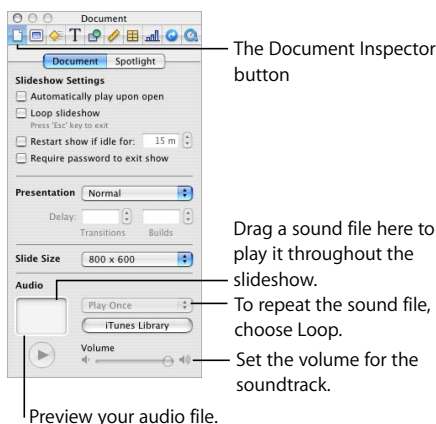 Document
The Document Inspector
button
Document Spotlight
Slideshow Settings
Automatically play upon open
Loop slideshow
Press 'Esc' key to exit
Restart show if idle for: 15 m
Require password to exit show
Presentation Normal
Delay:
Transitions Builds
Slide Size 800 x 600
Audio
Play Once
iTunes Library
Volume
Drag a sound file here to
play it throughout the
slideshow.
To repeat the sound file,
choose Loop.
Set the volume for the
soundtrack.
Preview your audio file.